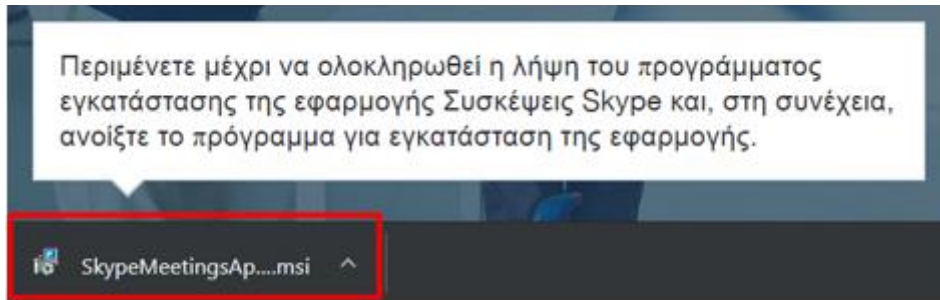 Περιμένετε μέχρι να ολοκληρωθεί η λήψη του προγράμματος
εγκατάστασης της εφαρμογής Συσκέψεις Skype και, στη συνέχεια,
ανοίξτε το πρόγραμμα για εγκατάσταση της εφαρμογής.
SkypeMeetingsAp....msi